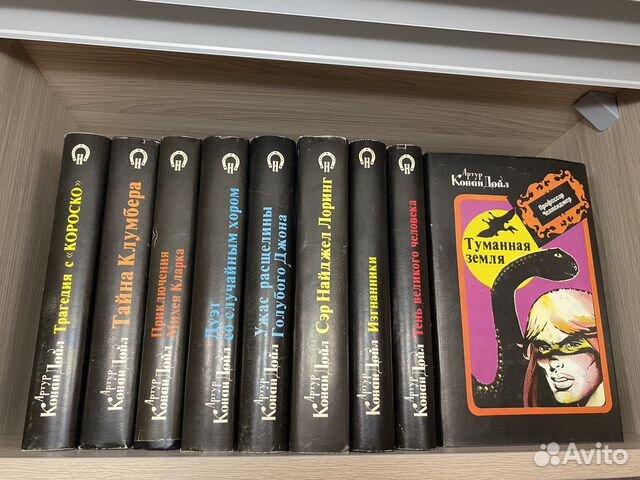 Артур
Конан Дойл
Трагедия с «КОРОСКО»
Н
Артур
Конан Дойл
Тайна Клумбера
Н
Артур
Конан Дойл
Приключения
Михея Кларка
Н
Артур
Конан Дойл
Дуэт
со случайным хором
Н
Артур
Конан Дойл
Ужас расщелины
Голубого Джона
Н
Артур
Конан Дойл
Сэр Найджел Лоринг
Н
Артур
Конан Дойл
Изгнанники
Н
Артур
Конан Дойл
Тень великого человека
Н
Артур
Конан Дойл
Профессор
Челленджер
Туманная
земля
Avito